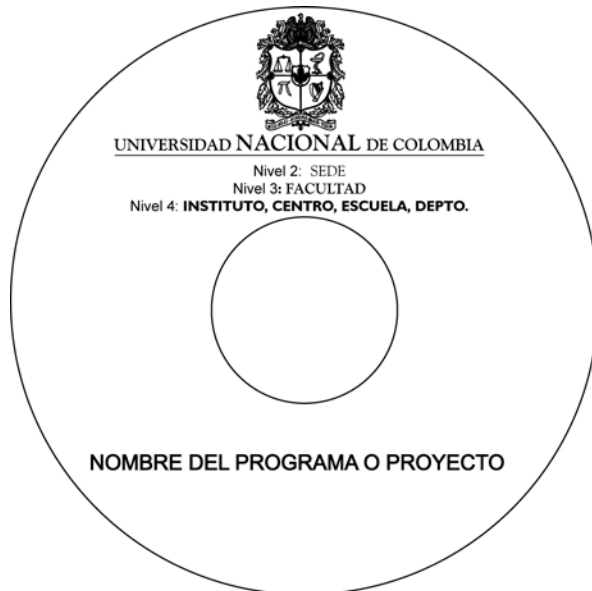 UNIVERSIDAD NACIONAL DE COLOMBIA
Nivel 2: SEDE
Nivel 3: FACULTAD
Nivel 4: INSTITUTO, CENTRO, ESCUELA, DEPTO.
NOMBRE DEL PROGRAMA O PROYECTO